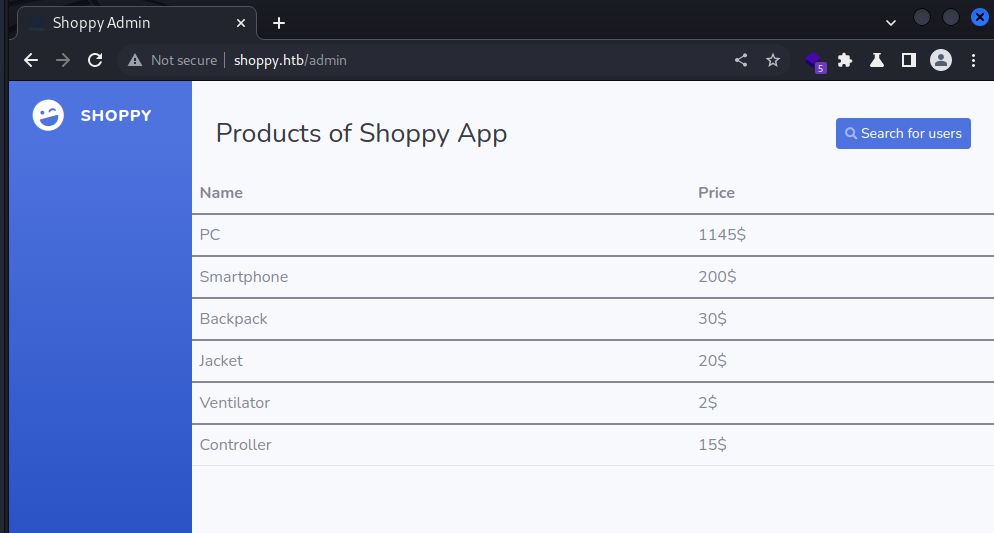 Shoppy Admin
Not secure shoppy.htb/admin
5
SHOPPY
Products of Shoppy App
Search for users
Name Price
PC 1145$
Smartphone 200$
Backpack 30$
Jacket 20$
Ventilator 2$
Controller 15$